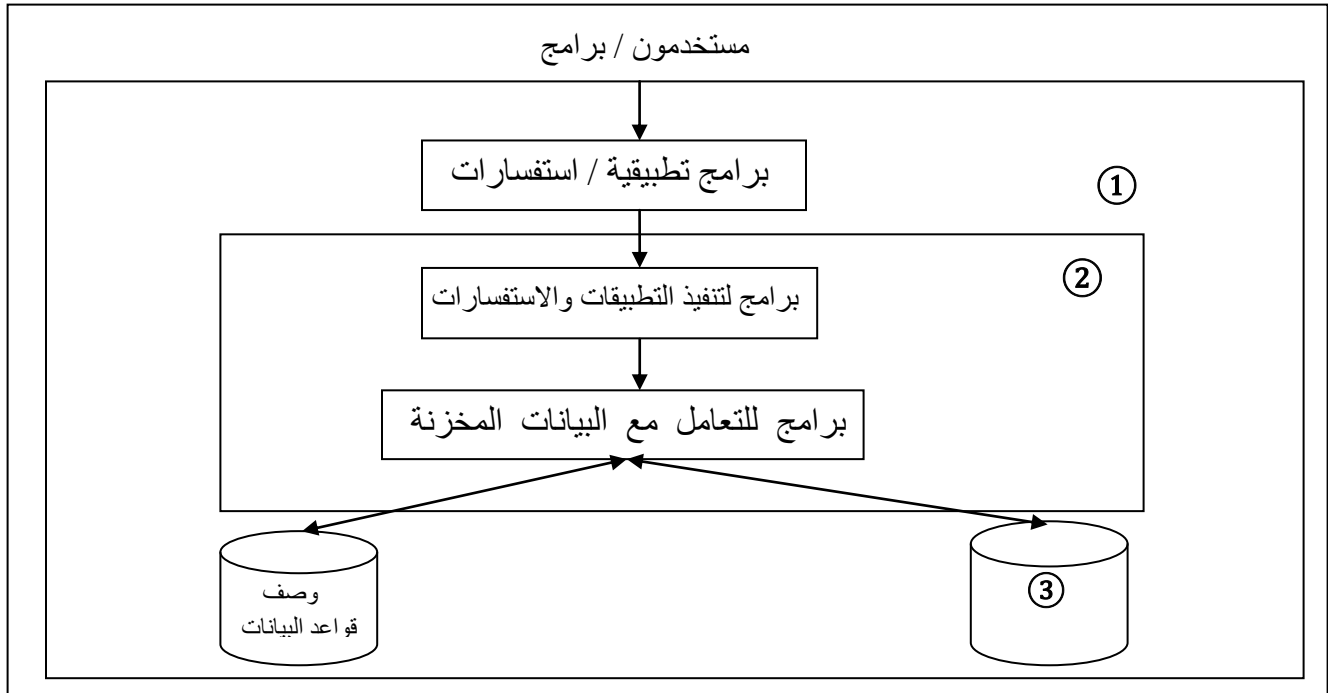 مستخدمون / برامج
برامج تطبيقية / استفسارات
①
②
برامج لتنفيذ التطبيقات والاستفسارات
برامج للتعامل مع البيانات المخزنة
③
وصف
قواعد البيانات